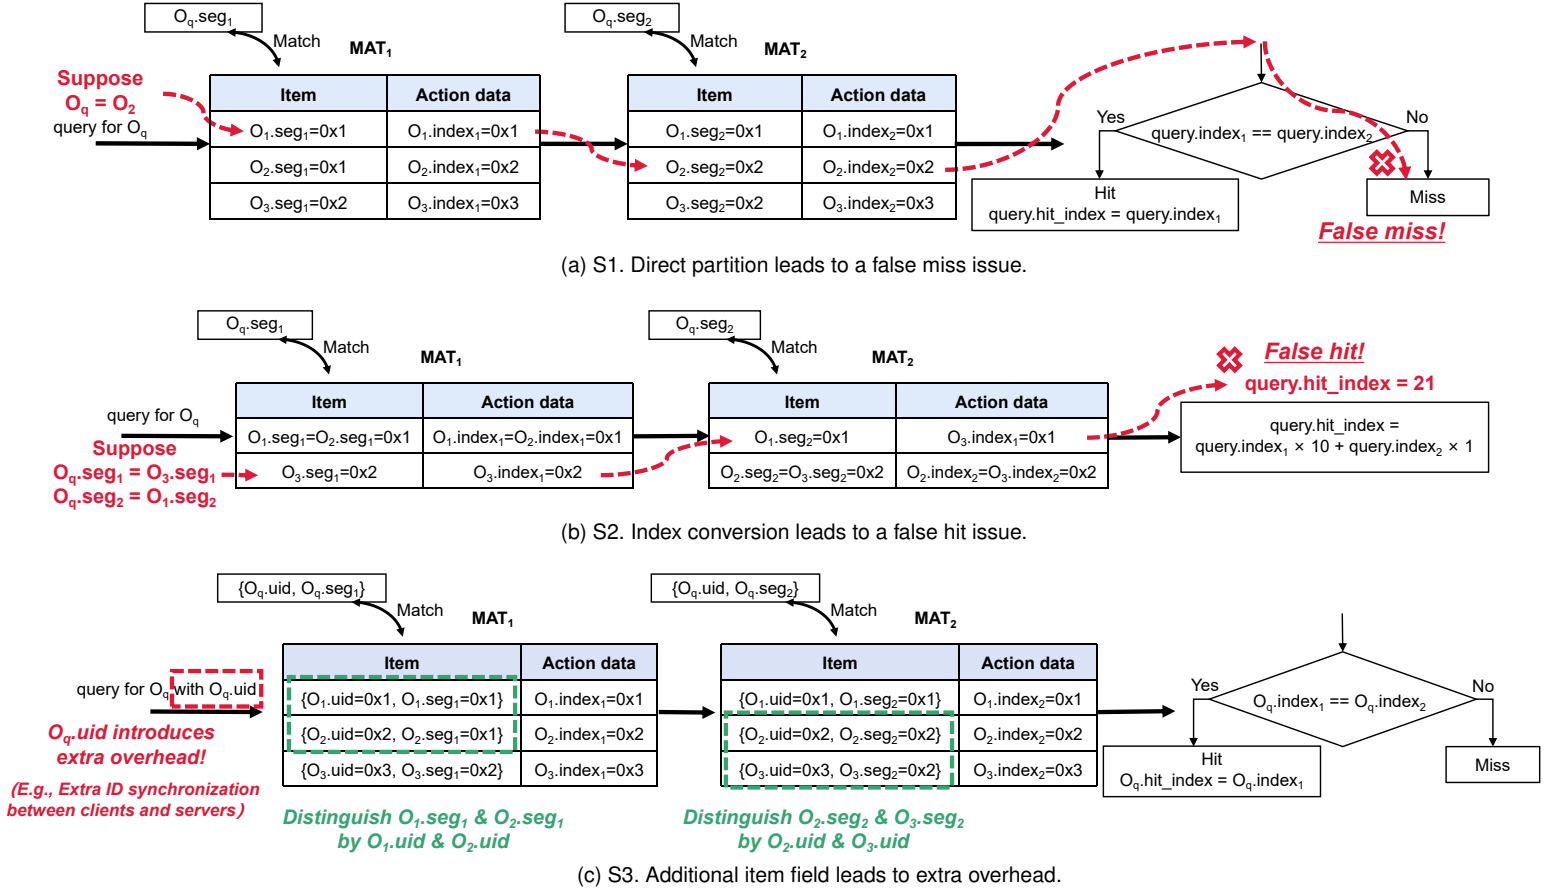 Oq.seg1
Match
MAT1
Oq.seg2
Match
MAT2
Suppose
Oq = O2
query for Oq
Item
Action data
O1.seg1=0x1
O1.index1=0x1
O2.seg1=0x1
O2.index1=0x2
O3.seg1=0x2
O3.index1=0x3
Item
Action data
O1.seg2=0x1
O1.index2=0x1
O2.seg2=0x2
O2.index2=0x2
O3.seg2=0x2
O3.index2=0x3
Yes
No
query.index1 == query.index2
Hit
query.hit_index = query.index1
Miss
False miss!
(a) S1. Direct partition leads to a false miss issue.
Oq.seg1
Match
MAT1
Oq.seg2
Match
MAT2
query for Oq
Suppose
Oq.seg1 = O3.seg1
Oq.seg2 = O1.seg2
Item
Action data
O1.seg1=O2.seg1=0x1
O1.index1=O2.index1=0x1
O3.seg1=0x2
O3.index1=0x2
Item
Action data
O1.seg2=0x1
O3.index1=0x1
O2.seg2=O3.seg2=0x2
O2.index2=O3.index2=0x2
False hit!
query.hit_index = 21
query.hit_index =
query.index1 × 10 + query.index2 × 1
(b) S2. Index conversion leads to a false hit issue.
{Oq.uid, Oq.seg1}
Match
MAT1
{Oq.uid, Oq.seg2}
Match
MAT2
query for Oq with Oq.uid
Oq.uid introduces
extra overhead!
(E.g., Extra ID synchronization
between clients and servers)
Item
Action data
{O1.uid=0x1, O1.seg1=0x1}
O1.index1=0x1
{O2.uid=0x2, O2.seg1=0x1}
O2.index1=0x2
{O3.uid=0x3, O3.seg1=0x2}
O3.index1=0x3
Distinguish O1.seg1 & O2.seg1
by O1.uid & O2.uid
Item
Action data
{O1.uid=0x1, O1.seg2=0x1}
O1.index2=0x1
{O2.uid=0x2, O2.seg2=0x2}
O2.index2=0x2
{O3.uid=0x3, O3.seg2=0x2}
O3.index2=0x3
Distinguish O2.seg2 & O3.seg2
by O2.uid & O3.uid
Yes
No
Oq.index1 == Oq.index2
Hit
Oq.hit_index = Oq.index1
Miss
(c) S3. Additional item field leads to extra overhead.